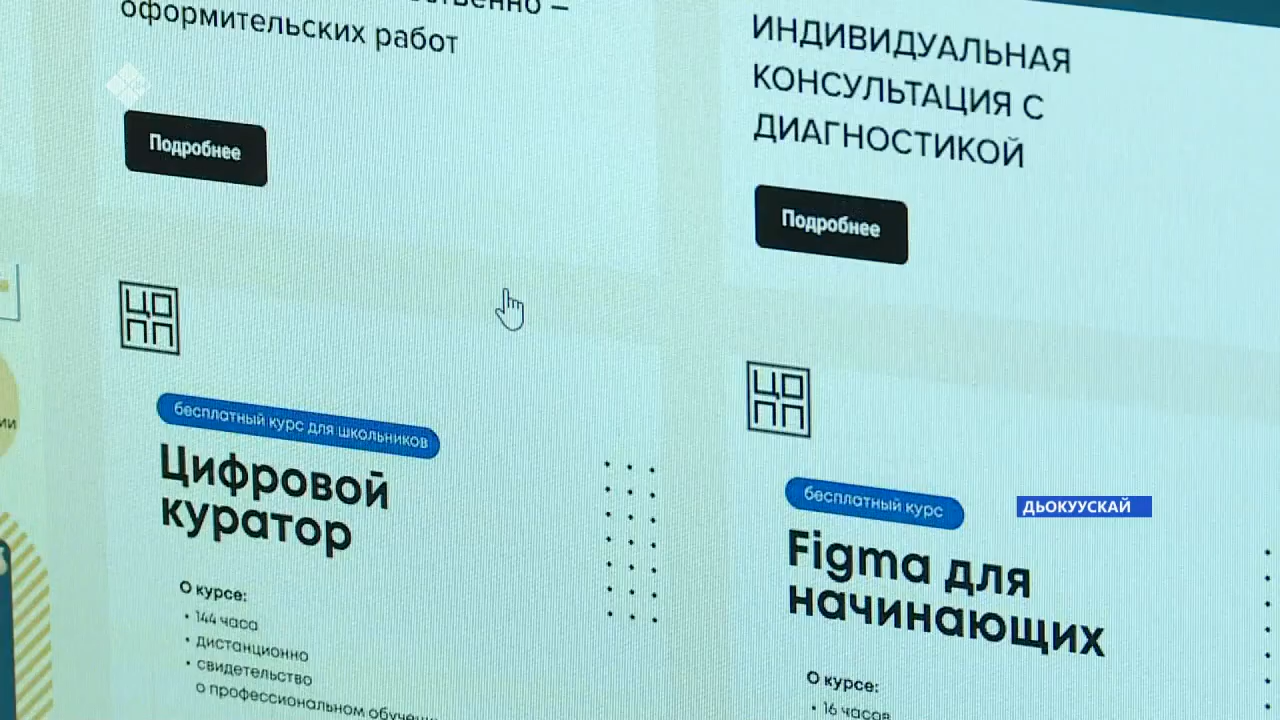 оформительских работ
Подробнее
ИНДИВИДУАЛЬНАЯ
КОНСУЛЬТАЦИЯ С
ДИАГНОСТИКОЙ
Подробнее
ЦО
ПП
бесплатный курс для школьников
Цифровой
куратор
О курсе:
• 144 часа
• дистанционно
• свидетельство
о профессиональном
ЦО
ПП
бесплатный курс
Figma для
начинающих
О курсе:
• 16 часов
ДЬОКУУСКАЙ